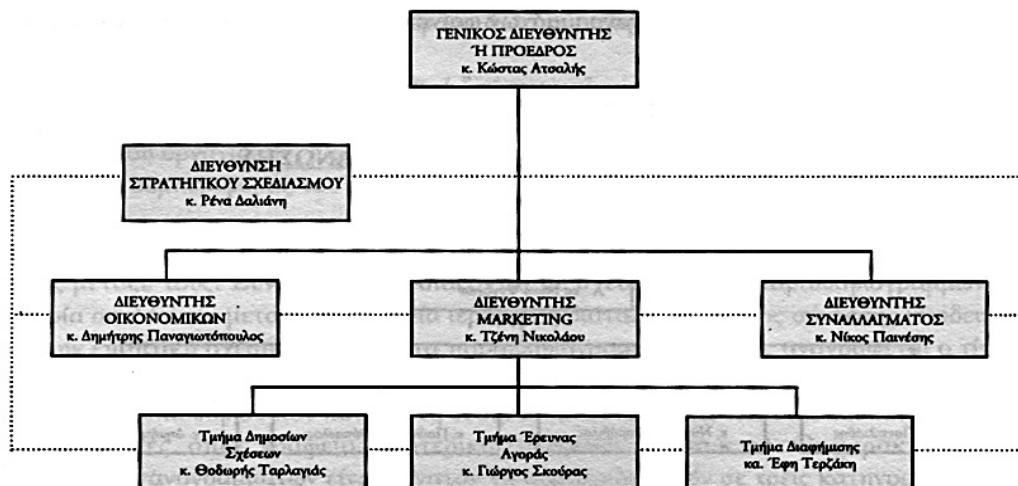 ΓΕΝΙΚΟΣ ΔΙΕΥΘΥΝΤΗΣ
Ή ΠΡΟΕΔΡΟΣ
κ. Κώστας Ατσαλής
ΔΙΕΥΘΥΝΣΗ
ΣΤΡΑΤΗΓΙΚΟΥ ΣΧΕΔΙΑΣΜΟΥ
κ. Ρένα Δαλιάνη
ΔΙΕΥΘΥΝΤΗΣ
ΟΙΚΟΝΟΜΙΚΩΝ
κ. Δημήτρης Παναγιωτόπουλος
ΔΙΕΥΘΥΝΤΗΣ
MARKETING
κ. Τζένη Νικολάου
ΔΙΕΥΘΥΝΤΗΣ
ΣΥΝΑΛΛΑΓΜΑΤΟΣ
κ. Νίκος Παινέσης
Τμήμα Δημοσίων
Σχέσεων
κ. Θοδωρής Ταρλαγιάς
Τμήμα Έρευνας
Αγοράς
κ. Γιώργος Σκούρας
Τμήμα Διαφήμισης
κα. Έφη Τερζάκη